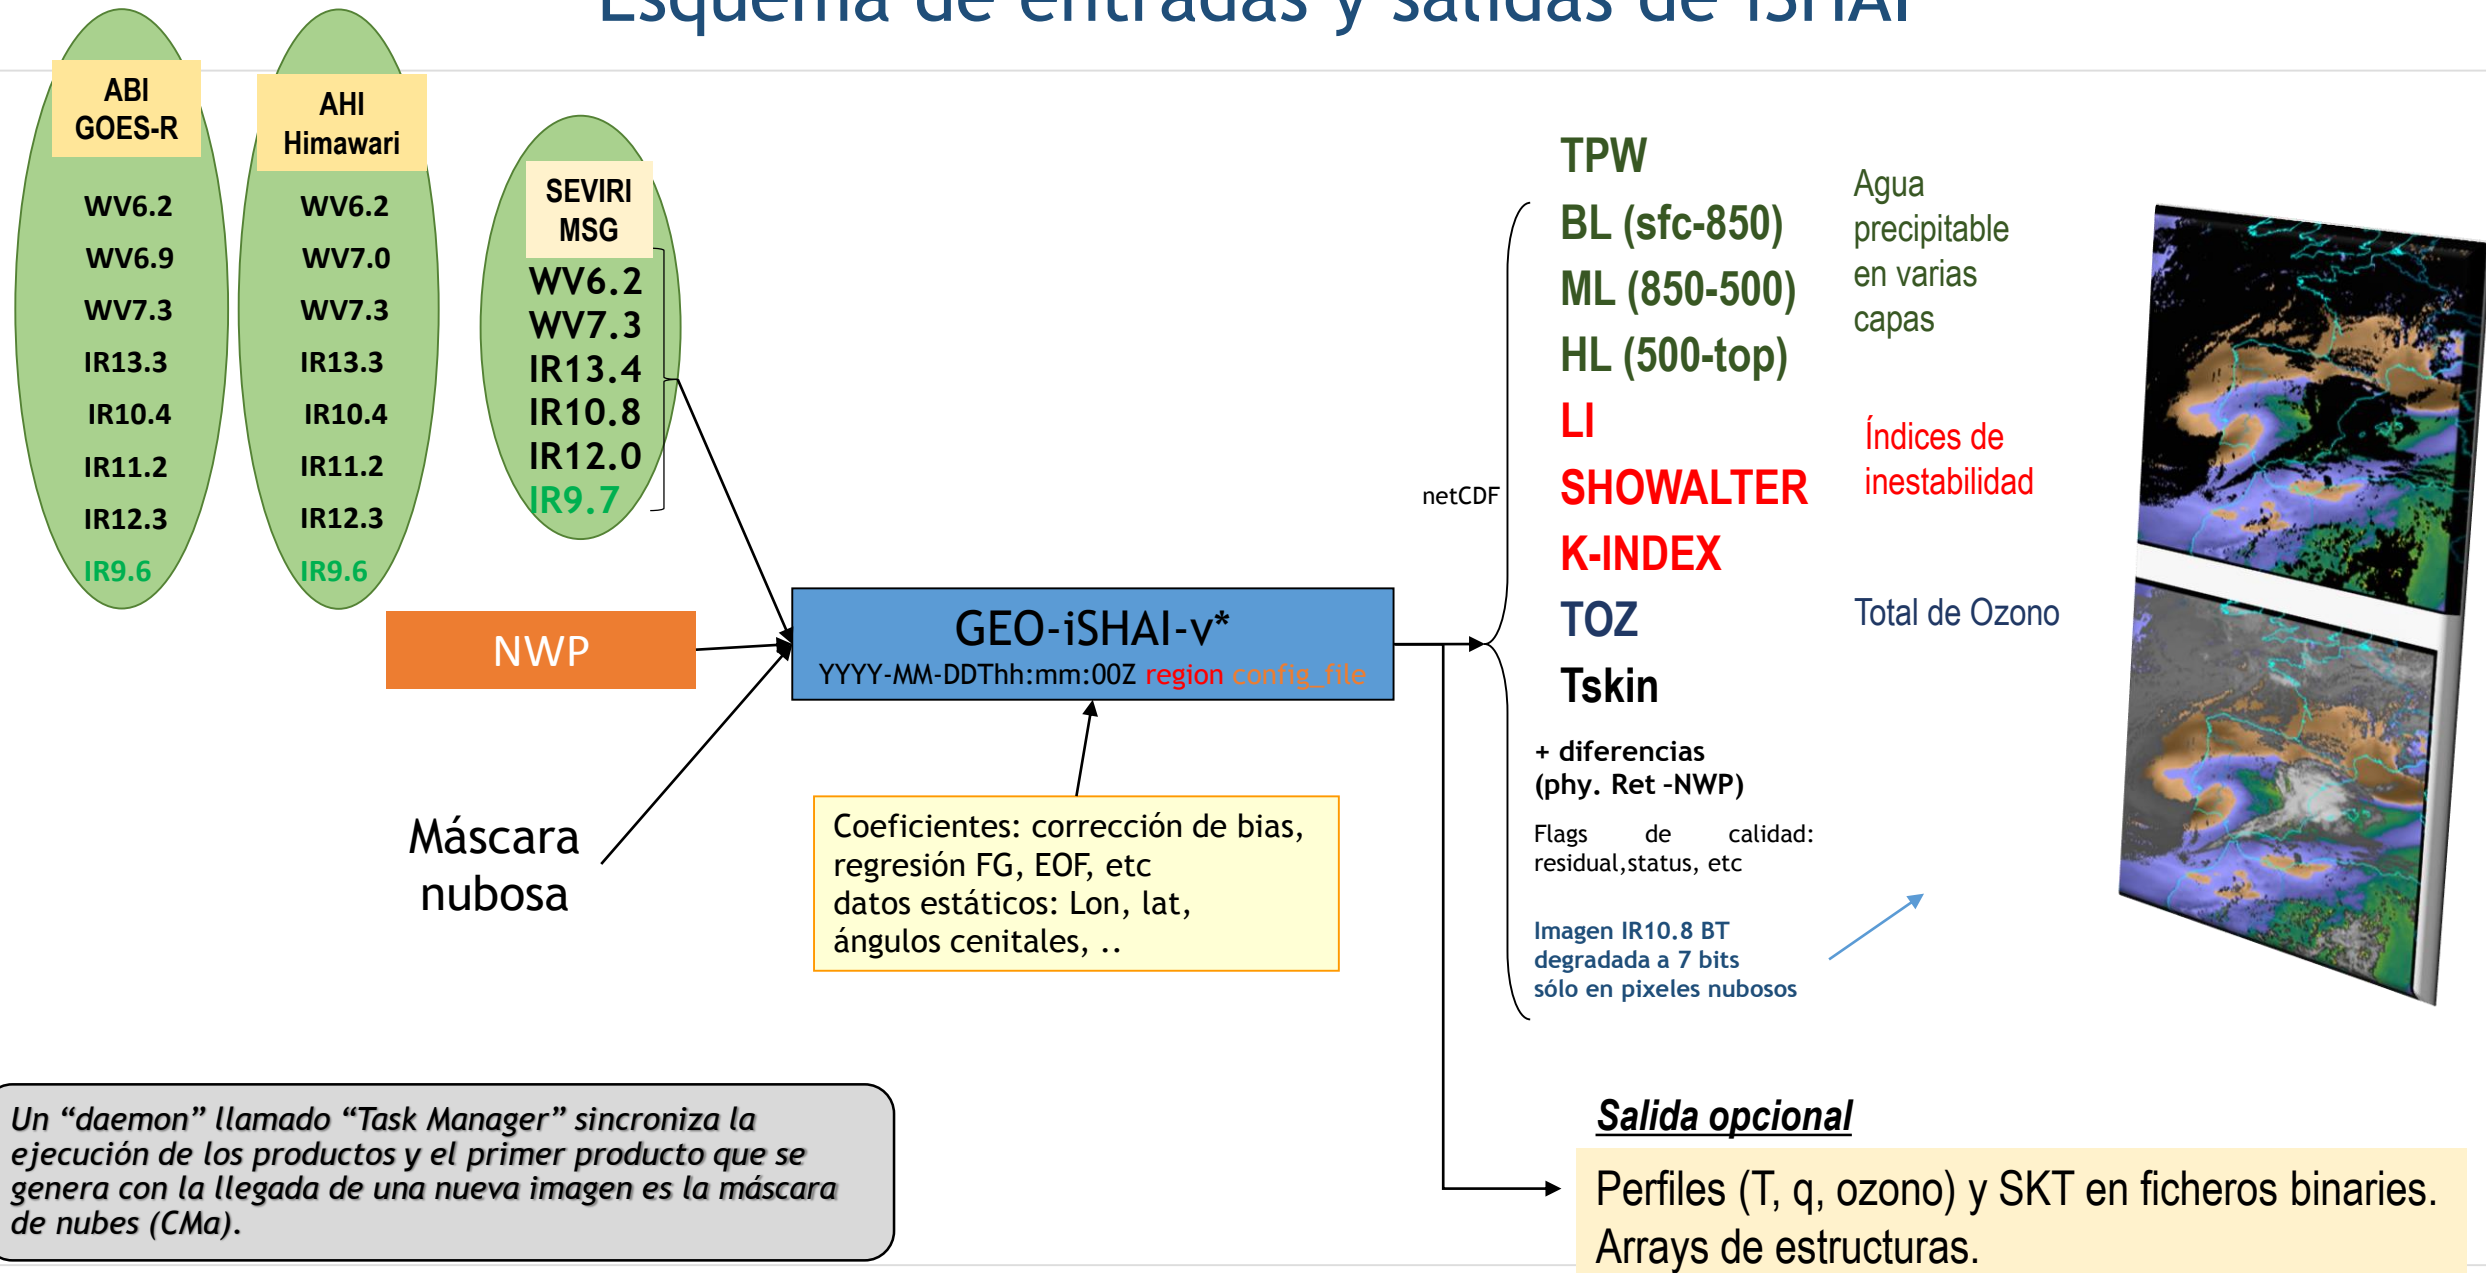 Esquema de entradas y salidas de iSHAI
ABI
GOES-R
WV6.2
WV6.9
WV7.3
IR13.3
IR10.4
IR11.2
IR12.3
IR9.6
AHI
Himawari
WV6.2
WV7.0
WV7.3
IR13.3
IR10.4
IR11.2
IR12.3
IR9.6
SEVIRI
MSG
WV6.2
WV7.3
IR13.4
IR10.8
IR12.0
IR9.7
NWP
Máscara
nubosa
GEO-iSHAI-v*
YYYY-MM-DDThh:mm:00Z region config_file
Coeficientes: corrección de bias,
regresión FG, EOF, etc
datos estáticos: Lon, lat,
ángulos cenitales, ..
netCDF
TPW
BL (sfc-850)
ML (850-500)
HL (500-top)
Agua
precipitable
en varias
capas
LI
SHOWALTER
K-INDEX
Índices de
inestabilidad
TOZ
Total de Ozono
Tskin
+ diferencias
(phy. Ret –NWP)
Flags de calidad:
residual,status, etc
Imagen IR10.8 BT
degradada a 7 bits
sólo en pixeles nubosos
Salida opcional
Perfiles (T, q, ozono) y SKT en ficheros binaries.
Arrays de estructuras.
Un “daemon” llamado “Task Manager” sincroniza la
ejecución de los productos y el primer producto que se
genera con la llegada de una nueva imagen es la máscara
de nubes (CMa).